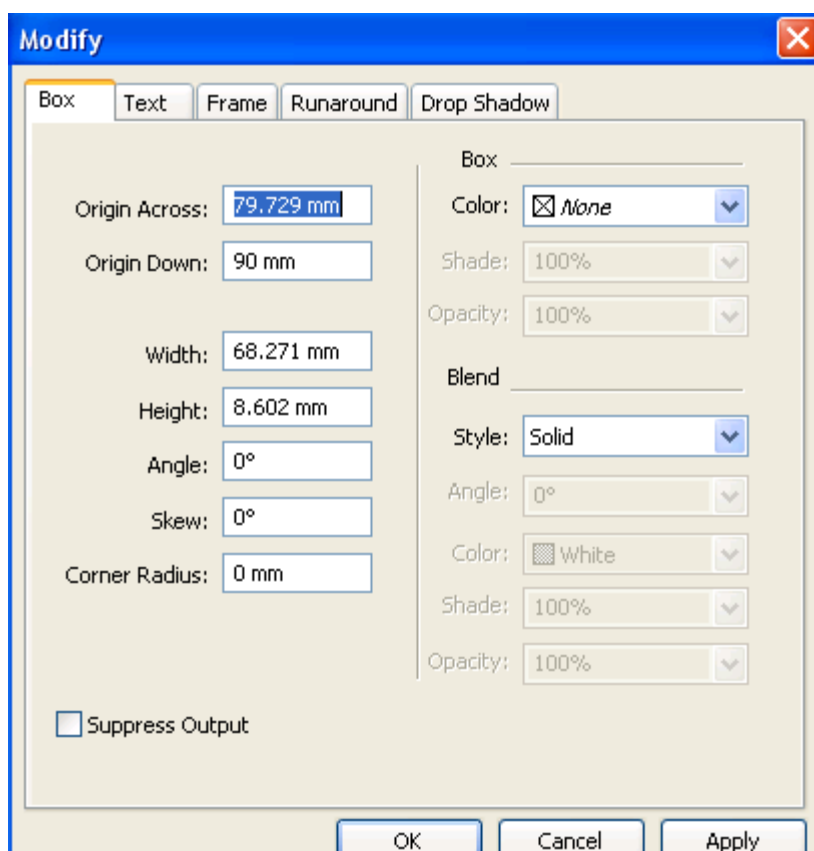 Modify
Box Text Frame Runaround Drop Shadow
Origin Across: 79.729 mm
Origin Down: 90 mm
Width: 68.271 mm
Height: 8.602 mm
Angle: 0°
Skew: 0°
Corner Radius: 0 mm
Suppress Output
Box
Color: None
Shade: 100%
Opacity: 100%
Blend
Style: Solid
Angle: 0°
Color: White
Shade: 100%
Opacity: 100%
OK Cancel Apply